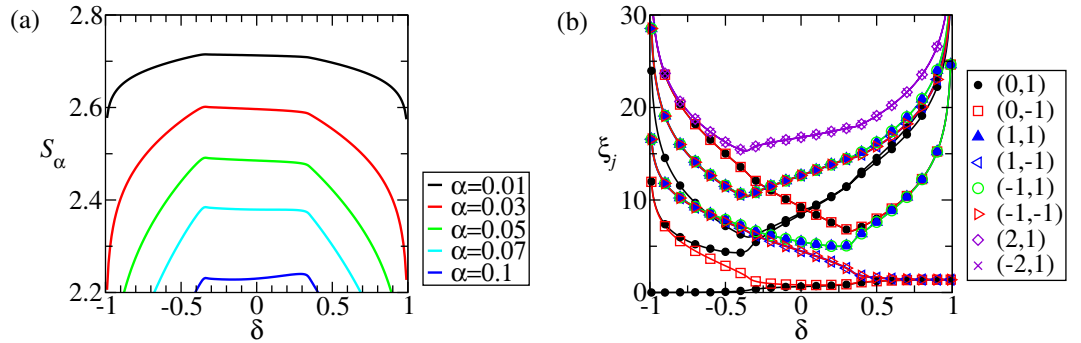 (a)
2.8
2.6
2.4
2.2
S_α
-1
-0.5
0
0.5
1
δ
α=0.01
α=0.03
α=0.05
α=0.07
α=0.1
(b)
30
20
10
0
ξ_j
-1
-0.5
0
0.5
1
δ
(0,1)
(0,-1)
(1,1)
(1,-1)
(-1,1)
(-1,-1)
(2,1)
(-2,1)